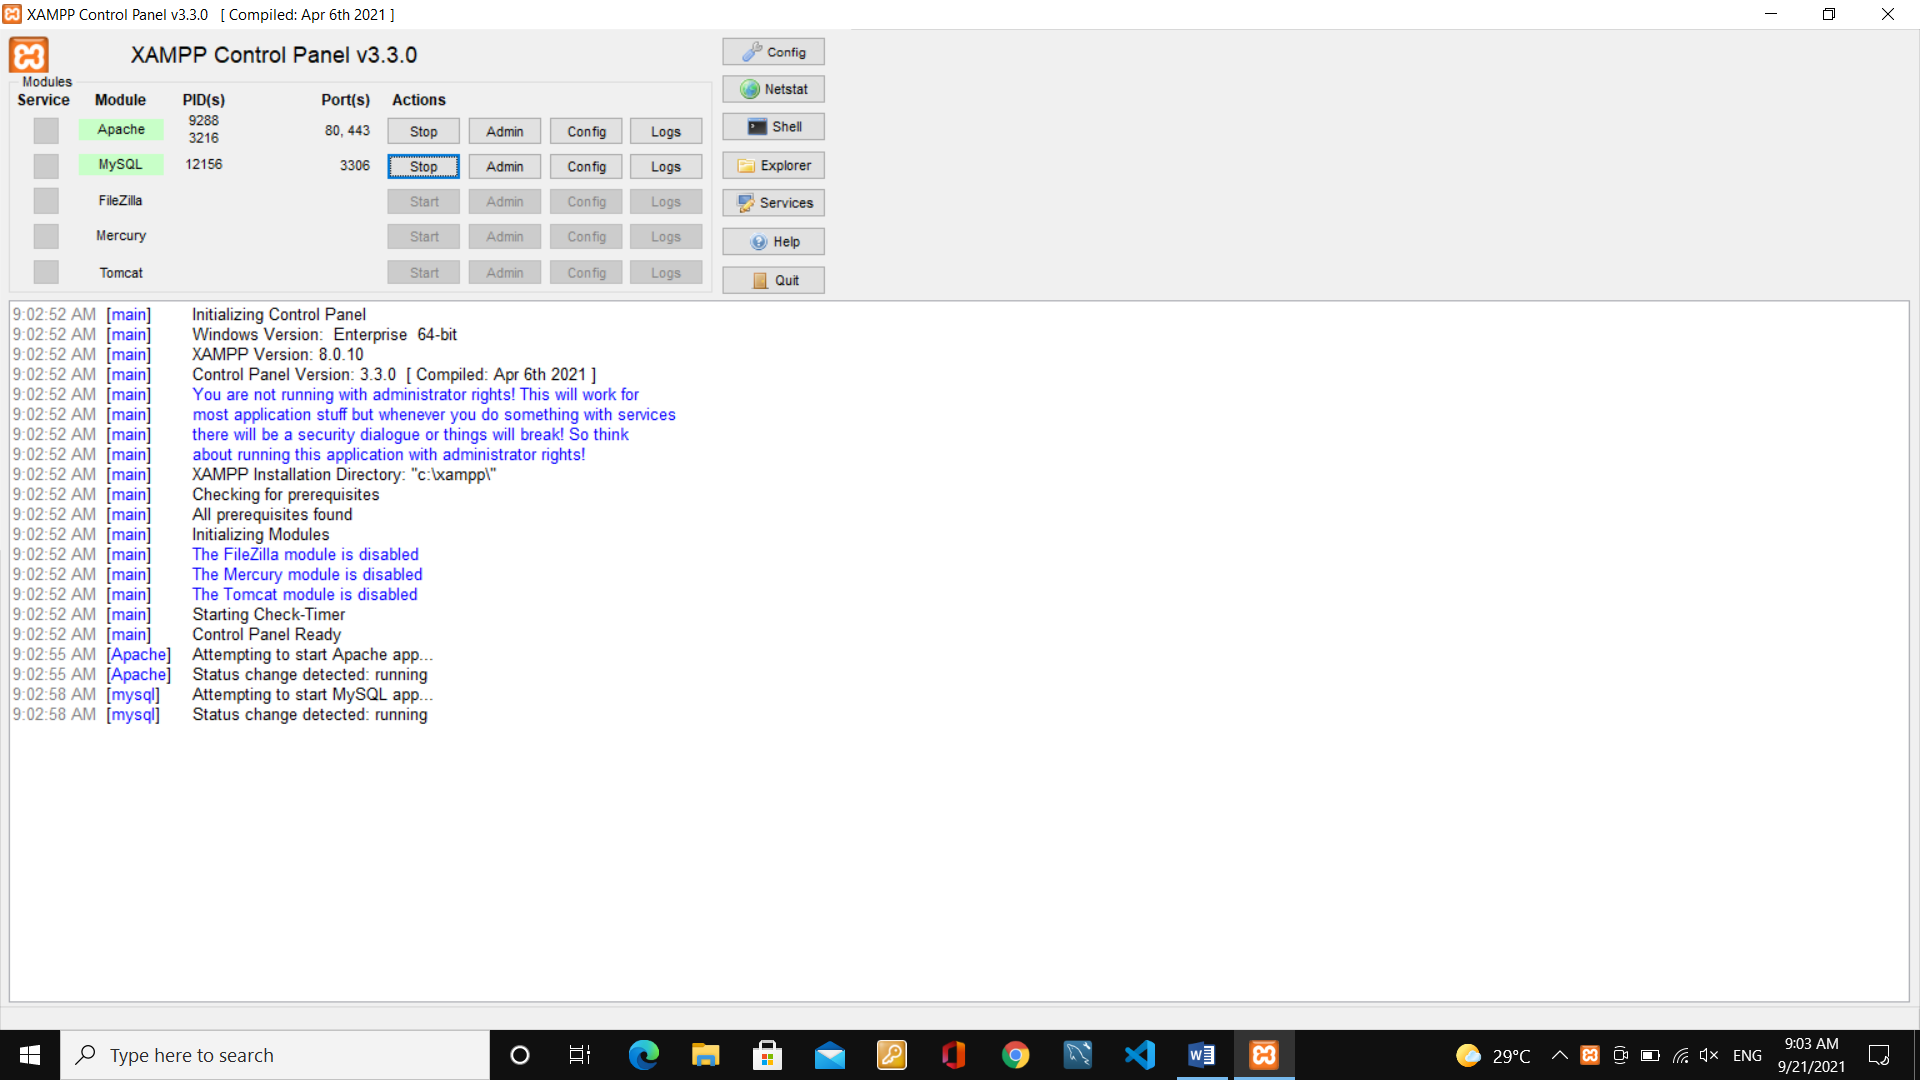 XAMPP Control Panel v3.3.0 [ Compiled: Apr 6th 2021 ]
XAMPP Control Panel v3.3.0
Modules
Service Module PID(s) Port(s) Actions
Apache 9288 3216 80, 443 Stop Admin Config Logs
MySQL 12156 3306 Stop Admin Config Logs
FileZilla Start Admin Config Logs
Mercury Start Admin Config Logs
Tomcat Start Admin Config Logs
Config
Netstat
Shell
Explorer
Services
Help
Quit
9:02:52 AM [main] Initializing Control Panel
9:02:52 AM [main] Windows Version: Enterprise 64-bit
9:02:52 AM [main] XAMPP Version: 8.0.10
9:02:52 AM [main] Control Panel Version: 3.3.0 [ Compiled: Apr 6th 2021 ]
9:02:52 AM [main] You are not running with administrator rights! This will work for
9:02:52 AM [main] most application stuff but whenever you do something with services
9:02:52 AM [main] there will be a security dialogue or things will break! So think
9:02:52 AM [main] about running this application with administrator rights!
9:02:52 AM [main] XAMPP Installation Directory: "c:\xampp\"
9:02:52 AM [main] Checking for prerequisites
9:02:52 AM [main] All prerequisites found
9:02:52 AM [main] Initializing Modules
9:02:52 AM [main] The FileZilla module is disabled
9:02:52 AM [main] The Mercury module is disabled
9:02:52 AM [main] The Tomcat module is disabled
9:02:52 AM [main] Starting Check-Timer
9:02:52 AM [main] Control Panel Ready
9:02:55 AM [Apache] Attempting to start Apache app...
9:02:55 AM [Apache] Status change detected: running
9:02:58 AM [mysql] Attempting to start MySQL app...
9:02:58 AM [mysql] Status change detected: running
Type here to search
29°C
ENG
9:03 AM
9/21/2021